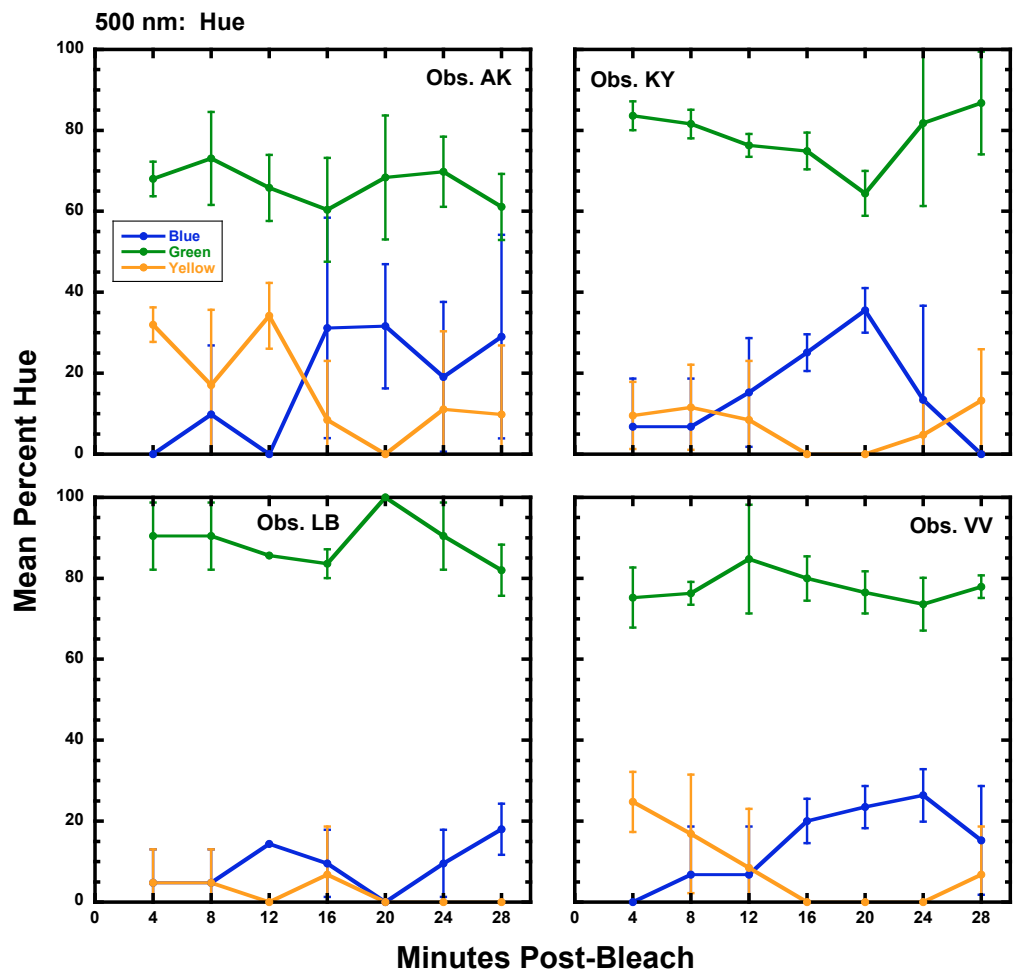 500 nm: Hue
Obs. AK
Obs. KY
Blue
Green
Yellow
100
80
60
40
20
0
Obs. LB
Obs. VV
100
80
60
40
20
0
0 4 8 12 16 20 24 28
0 4 8 12 16 20 24 28
Mean Percent Hue
Minutes Post-Bleach